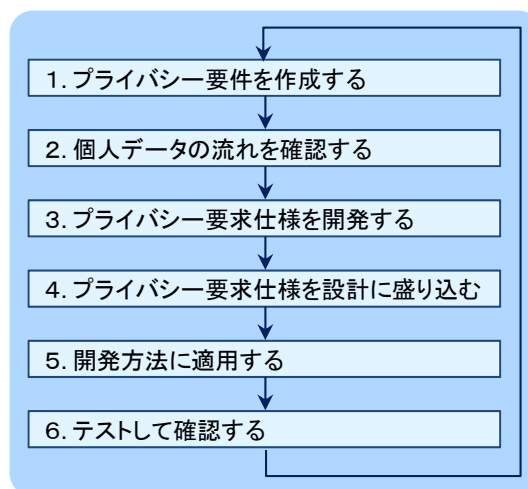 １．プライバシー要件を作成する
２．個人データの流れを確認する
３．プライバシー要求仕様を開発する
４．プライバシー要求仕様を設計に盛り込む
５．開発方法に適用する
６．テストして確認する